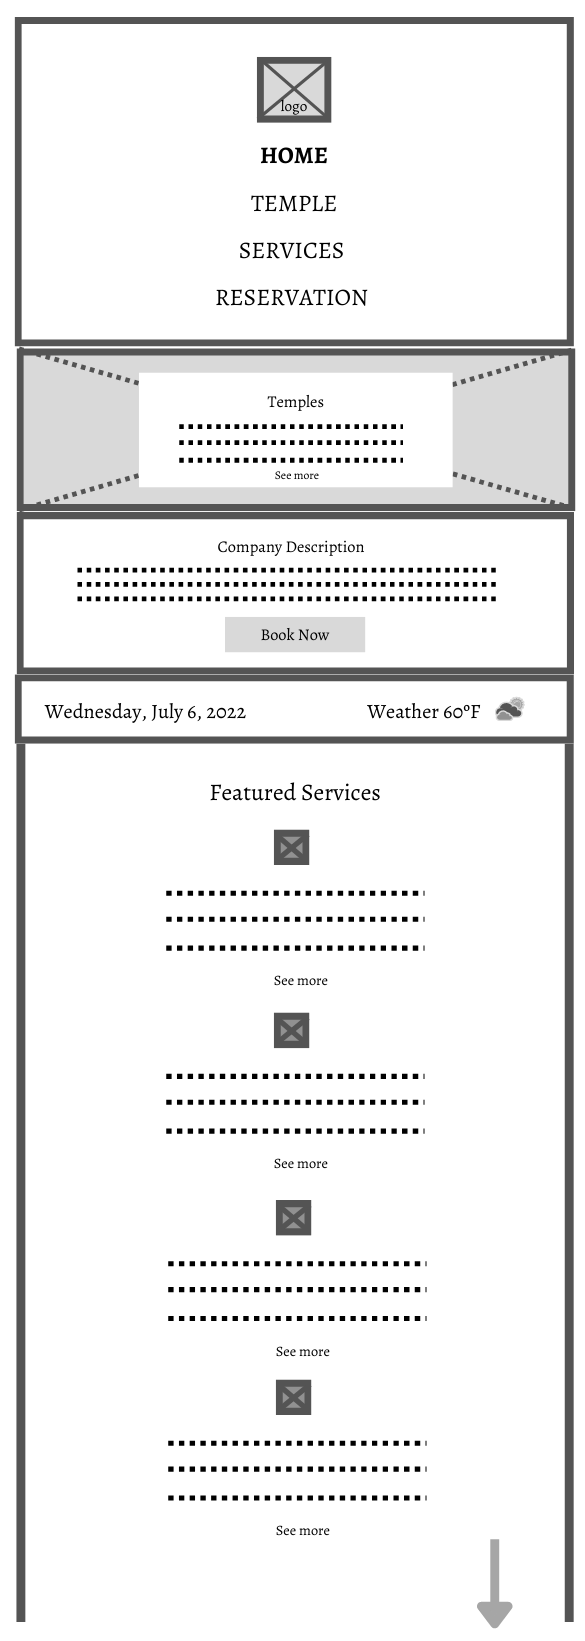 logo
HOME
TEMPLE
SERVICES
RESERVATION
Temples
See more
Company Description
Book Now
Wednesday, July 6, 2022 Weather 60°F
Featured Services
See more
See more
See more
See more